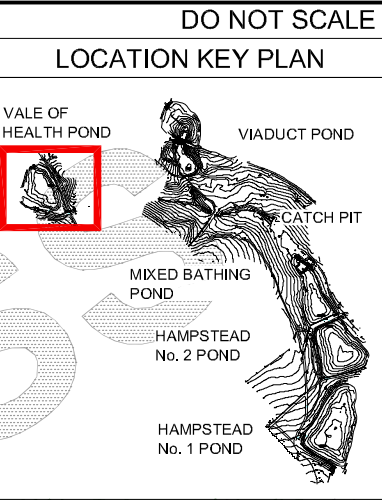 DO NOT SCALE
LOCATION KEY PLAN
VALE OF
HEALTH POND
VIADUCT POND
CATCH PIT
MIXED BATHING
POND
HAMPSTEAD
No. 2 POND
HAMPSTEAD
No. 1 POND